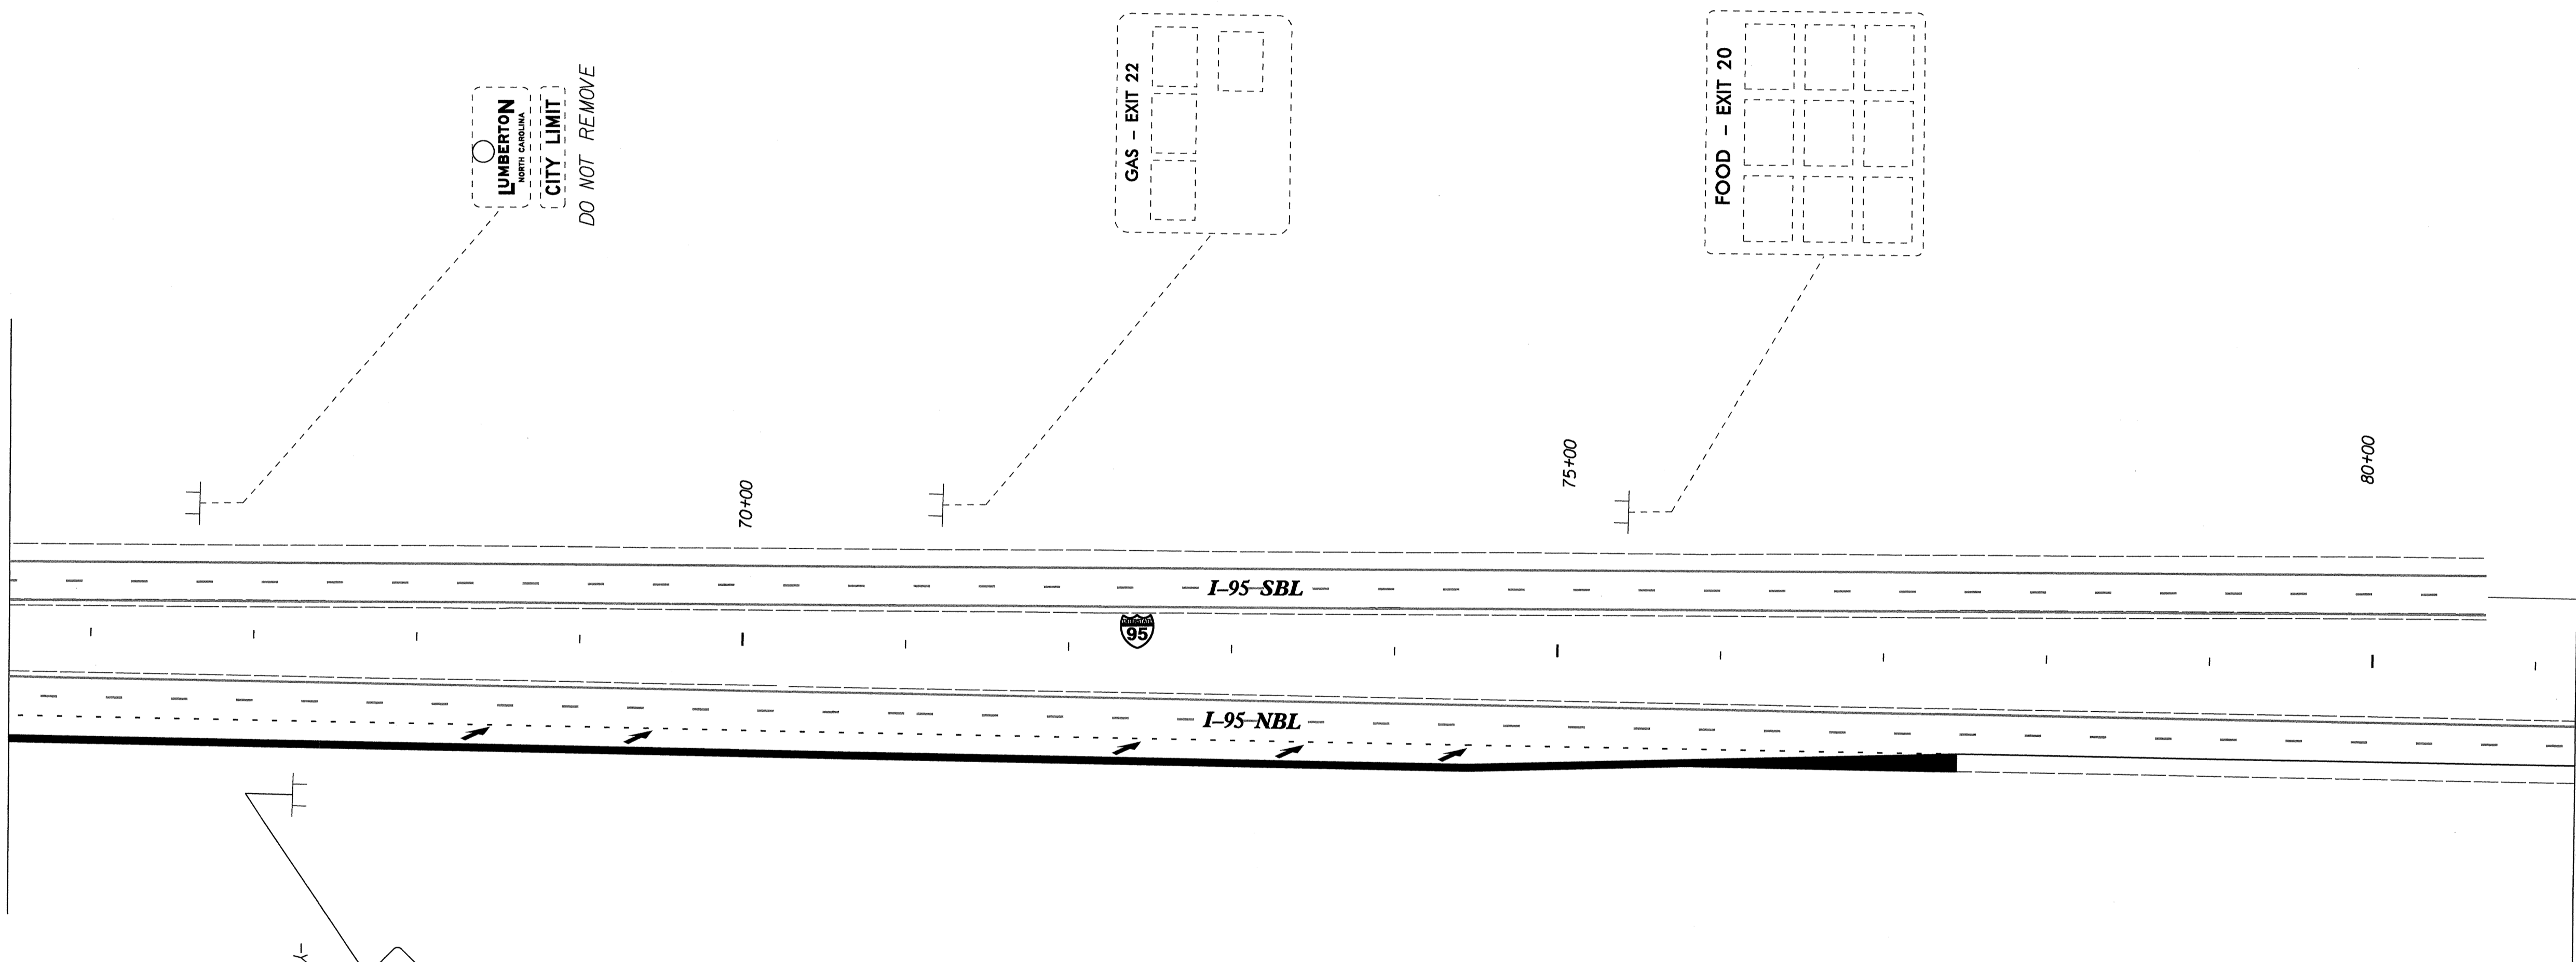 LUMBERTON
NORTH CAROLINA
CITY LIMIT
DO NOT REMOVE
GAS - EXIT 22
FOOD - EXIT 20
70+00
75+00
80+00
I-95 SBL
INTERSTATE
95
I-95 NBL
-Y